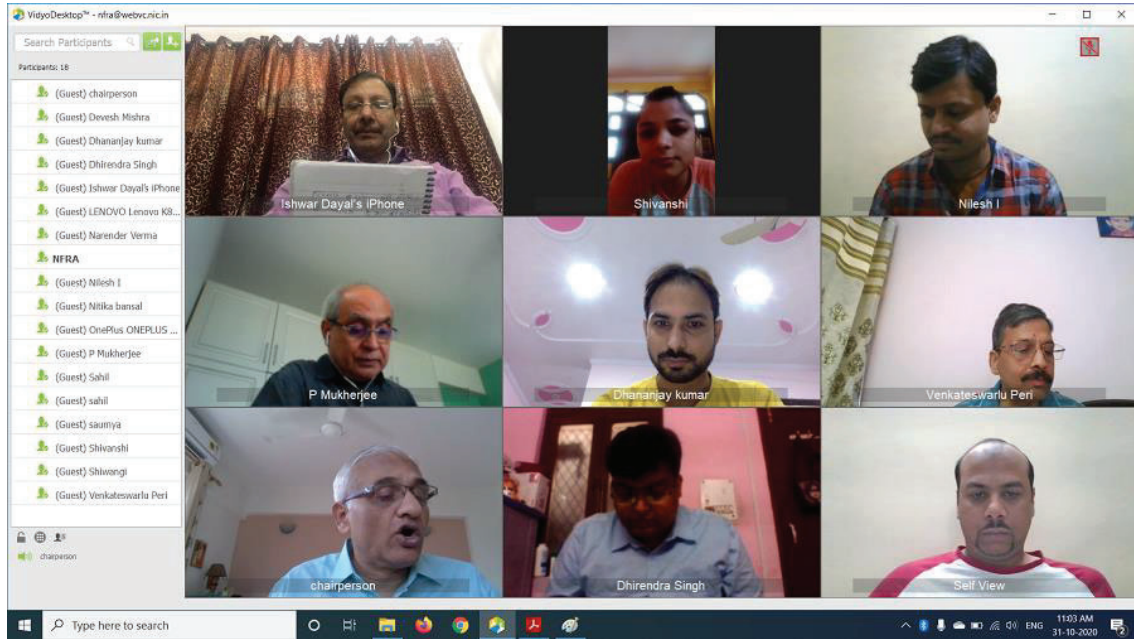 VidyoDesktop™ - nfra@webvc.nic.in
Search Participants
Participants: 18
(Guest) chairperson
(Guest) Devesh Mishra
(Guest) Dhananjay kumar
(Guest) Dhirendra Singh
(Guest) Ishwar Dayal's iPhone
(Guest) LENOVO Lenovo K8...
(Guest) Narender Verma
NFRA
(Guest) Nilesh I
(Guest) Nitika bansal
(Guest) OnePlus ONEPLUS ...
(Guest) P Mukherjee
(Guest) Sahil
(Guest) sahil
(Guest) saumya
(Guest) Shivanshi
(Guest) Shiwangi
(Guest) Venkateswarlu Peri
chairperson
Ishwar Dayal's iPhone
Shivanshi
Nilesh I
P Mukherjee
Dhananjay kumar
Venkateswarlu Peri
chairperson
Dhirendra Singh
Self View
Type here to search
ENG
11:03 AM
31-10-2020
2